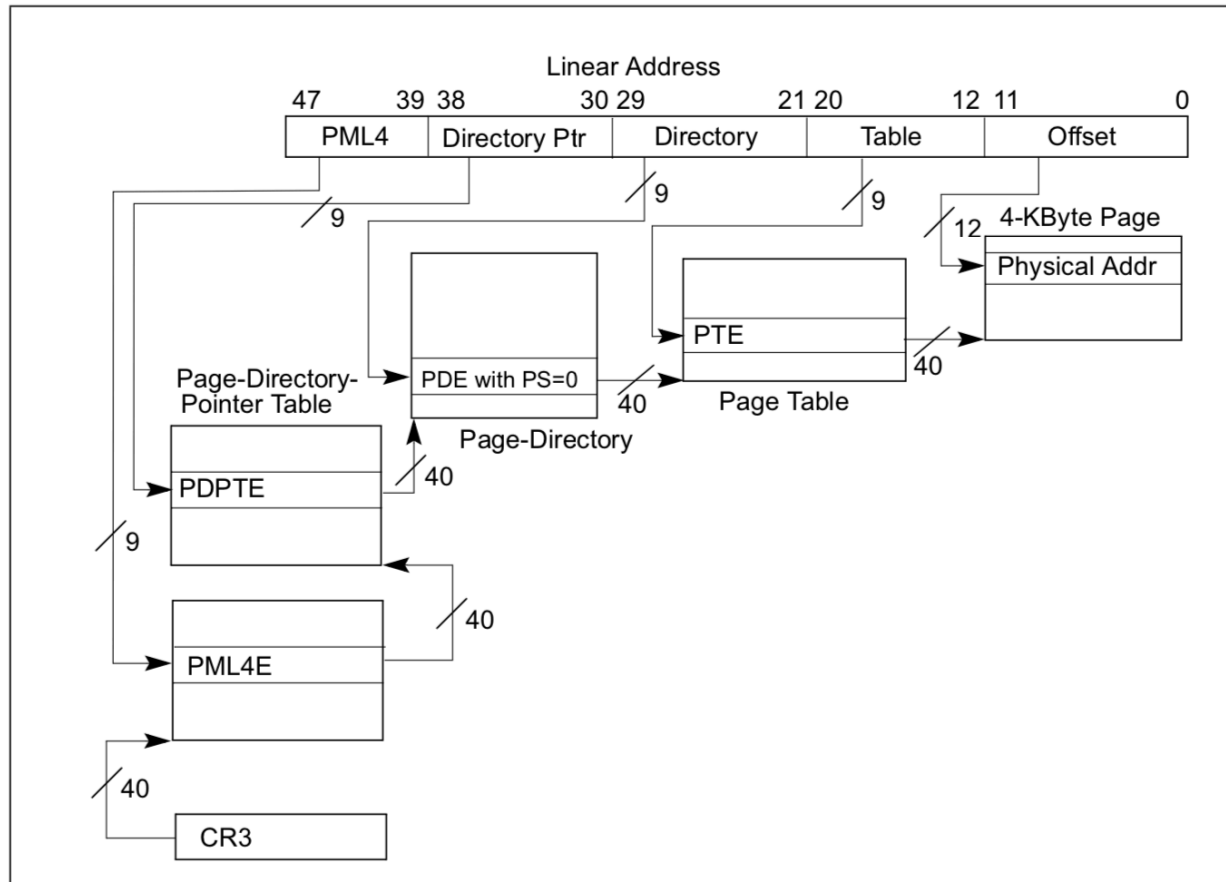 Linear Address
47 39 38 30 29 21 20 12 11 0
PML4 Directory Ptr Directory Table Offset
9 9 9
12 4-KByte Page
Physical Addr
PTE
40
PDE with PS=0
40
Page Table
Page-Directory-
Pointer Table
Page-Directory
40
PDPTE
9
40
PML4E
40
CR3